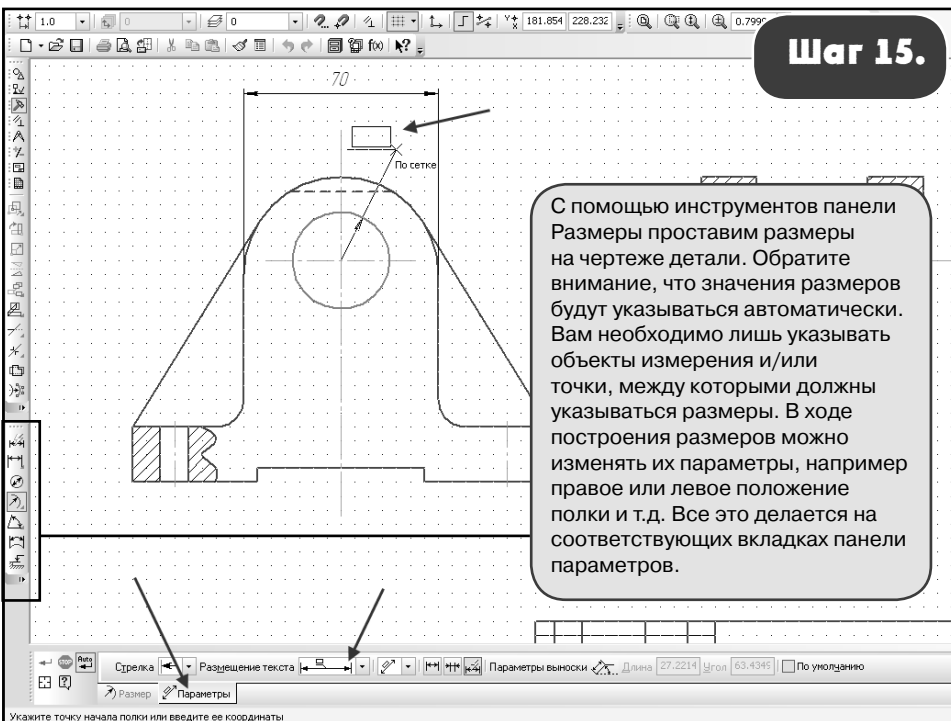 1.0 0 0 181.854 228.232
Шаг 15.
70
По сетке
С помощью инструментов панели
Размеры проставим размеры
на чертеже детали. Обратите
внимание, что значения размеров
будут указываться автоматически.
Вам необходимо лишь указывать
объекты измерения и/или
точки, между которыми должны
указываться размеры. В ходе
построения размеров можно
изменять их параметры, например
правое или левое положение
полки и т.д. Все это делается на
соответствующих вкладках панели
параметров.
STOP Auto Стрелка Размещение текста Параметры выноски Длина 27.2214 Угол 63.4349 По умолчанию
Размер Параметры
Укажите точку начала полки или введите ее координаты